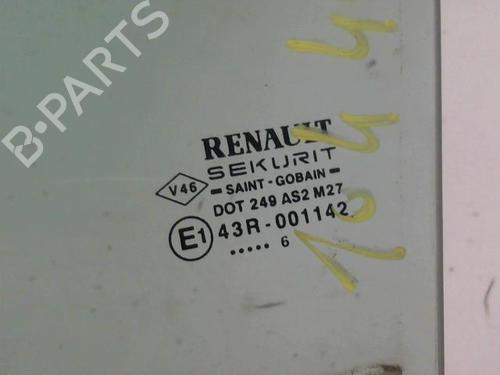 B-PARTS
RENAULT
SEKURIT
V46
SAINT-GOBAIN
DOT 249 AS2 M27
E1 43R-001142
..... 6